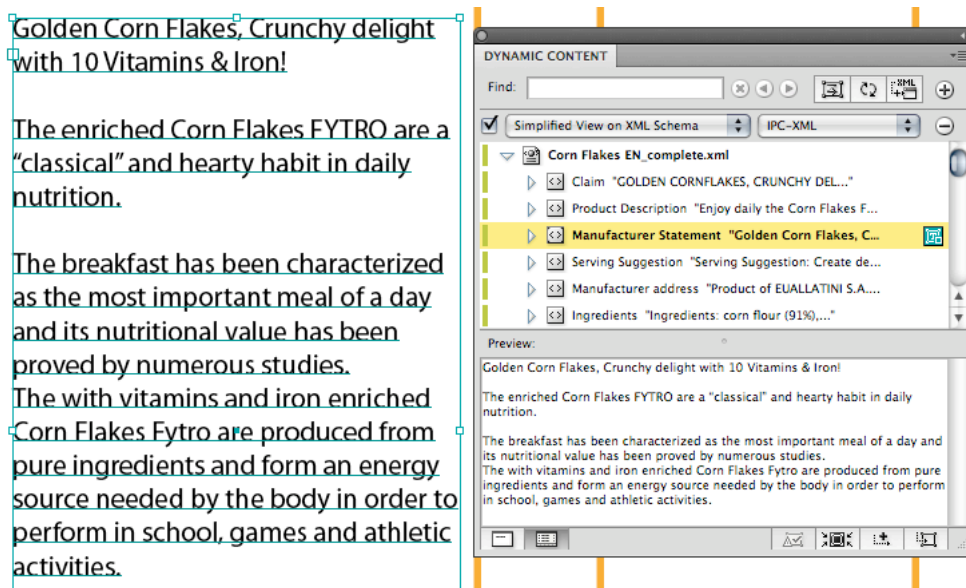 Golden Corn Flakes, Crunchy delight
with 10 Vitamins & Iron!
The enriched Corn Flakes FYTRO are a
“classical” and hearty habit in daily
nutrition.
The breakfast has been characterized
as the most important meal of a day
and its nutritional value has been
proved by numerous studies.
The with vitamins and iron enriched
Corn Flakes Fytro are produced from
pure ingredients and form an energy
source needed by the body in order to
perform in school, games and athletic
activities.
DYNAMIC CONTENT
Find:
XML
Simplified View on XML Schema
IPC-XML
Corn Flakes EN_complete.xml
Claim "GOLDEN CORNFLAKES, CRUNCHY DEL..."
Product Description "Enjoy daily the Corn Flakes F...
Manufacturer Statement "Golden Corn Flakes, C...
Serving Suggestion "Serving Suggestion: Create de...
Manufacturer address "Product of EUALLATINI S.A....
Ingredients "Ingredients: corn flour (91%),..."
Preview:
Golden Corn Flakes, Crunchy delight with 10 Vitamins & Iron!
The enriched Corn Flakes FYTRO are a “classical” and hearty habit in daily
nutrition.
The breakfast has been characterized as the most important meal of a day and
its nutritional value has been proved by numerous studies.
The with vitamins and iron enriched Corn Flakes Fytro are produced from pure
ingredients and form an energy source needed by the body in order to perform
in school, games and athletic activities.